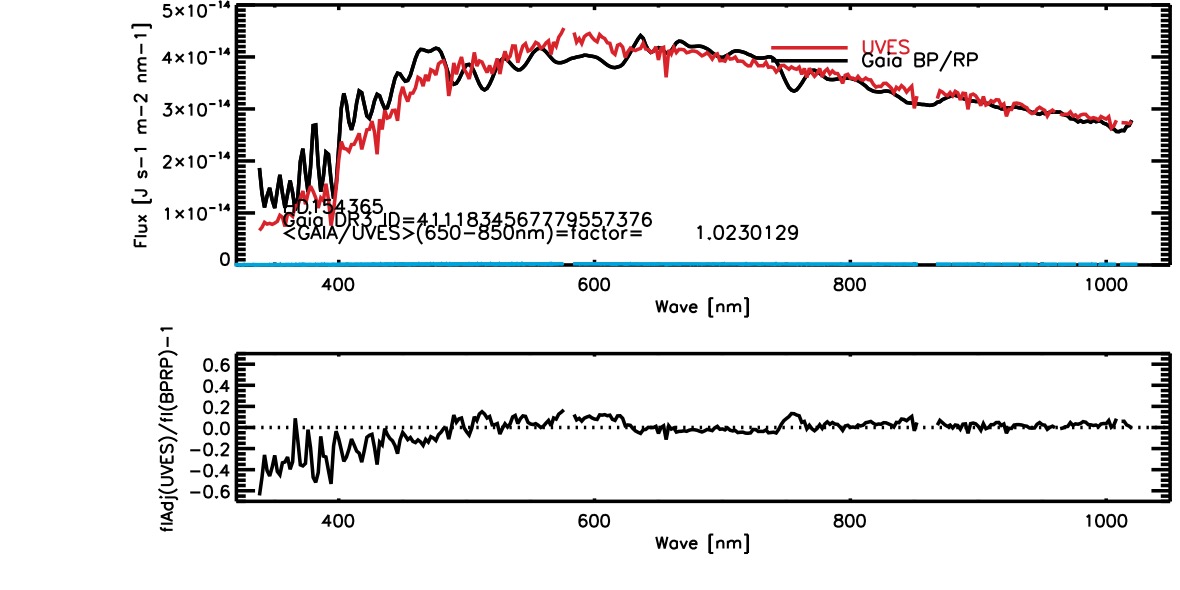 5×10⁻¹⁴
4×10⁻¹⁴
3×10⁻¹⁴
2×10⁻¹⁴
1×10⁻¹⁴
0
Flux [J s−1 m−2 nm−1]
UVES
Gaia BP/RP
HD154365
Gaia DR3 ID=4111834567779557376
<GAIA/UVES>(650−850nm)=factor= 1.0230129
400 600 800 1000
Wave [nm]
flAdj(UVES)/fl(BPRP)−1
0.6
0.4
0.2
0.0
−0.2
−0.4
−0.6
400 600 800 1000
Wave [nm]